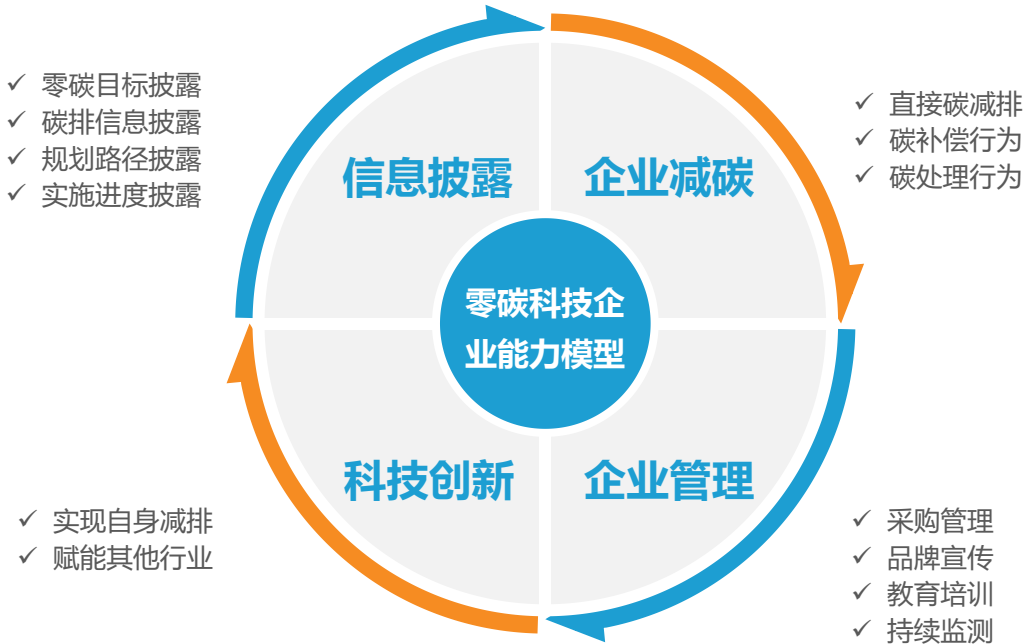 ✓ 零碳目标披露
✓ 碳排信息披露
✓ 规划路径披露
✓ 实施进度披露
信息披露
企业减碳
✓ 直接碳减排
✓ 碳补偿行为
✓ 碳处理行为
零碳科技企
业能力模型
科技创新
企业管理
✓ 实现自身减排
✓ 赋能其他行业
✓ 采购管理
✓ 品牌宣传
✓ 教育培训
✓ 持续监测